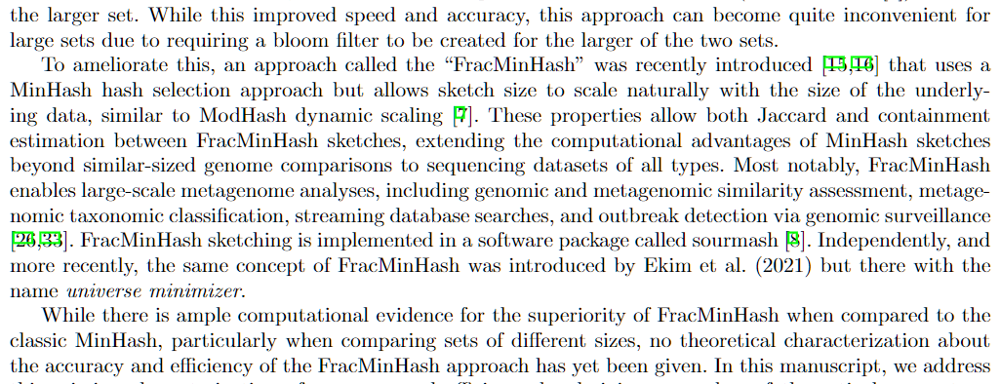 the larger set. While this improved speed and accuracy, this approach can become quite inconvenient for
large sets due to requiring a bloom filter to be created for the larger of the two sets.
To ameliorate this, an approach called the “FracMinHash” was recently introduced [15,16] that uses a
MinHash hash selection approach but allows sketch size to scale naturally with the size of the underly-
ing data, similar to ModHash dynamic scaling [7]. These properties allow both Jaccard and containment
estimation between FracMinHash sketches, extending the computational advantages of MinHash sketches
beyond similar-sized genome comparisons to sequencing datasets of all types. Most notably, FracMinHash
enables large-scale metagenome analyses, including genomic and metagenomic similarity assessment, metage-
nomic taxonomic classification, streaming database searches, and outbreak detection via genomic surveillance
[26,33]. FracMinHash sketching is implemented in a software package called sourmash [8]. Independently, and
more recently, the same concept of FracMinHash was introduced by Ekim et al. (2021) but there with the
name universe minimizer.
While there is ample computational evidence for the superiority of FracMinHash when compared to the
classic MinHash, particularly when comparing sets of different sizes, no theoretical characterization about
the accuracy and efficiency of the FracMinHash approach has yet been given. In this manuscript, we address